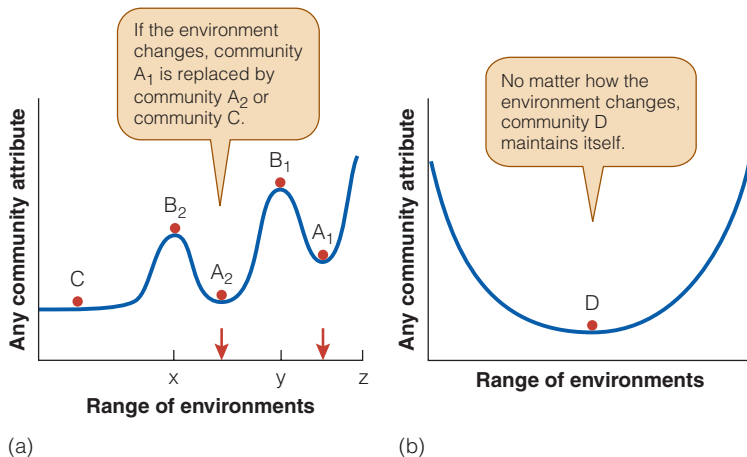 If the environment
changes, community
A₁ is replaced by
community A₂ or
community C.
Any community attribute
C
B₂
A₂
B₁
A₁
x
y
z
Range of environments
(a)
No matter how the
environment changes,
community D
maintains itself.
Any community attribute
D
Range of environments
(b)